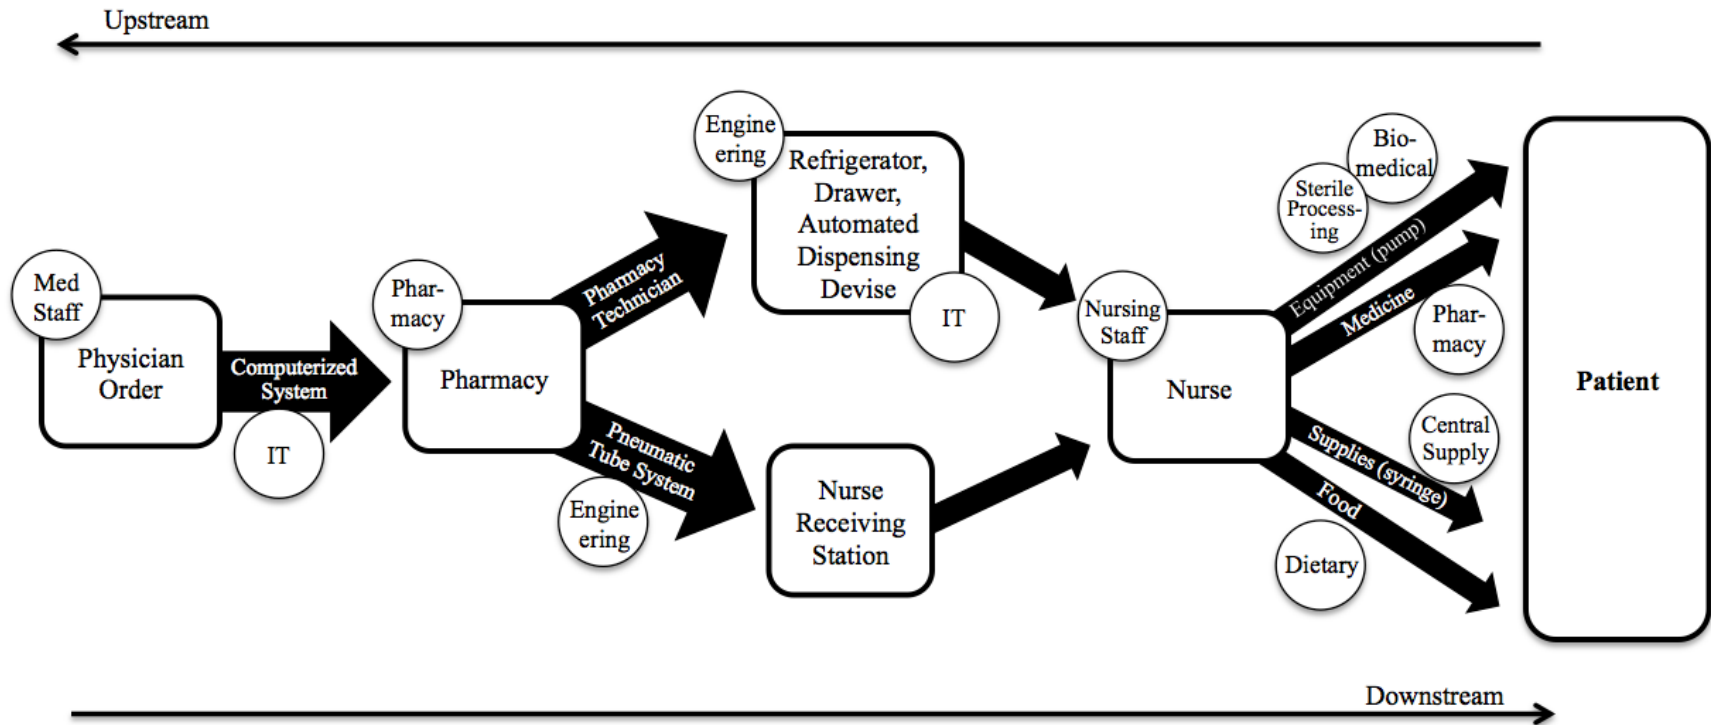 Upstream
Med
Staff
Physician
Order
Computerized
System
IT
Phar-
macy
Pharmacy
Pharmacy
Technician
Pneumatic
Tube System
Engine
ering
Engine
ering
Refrigerator,
Drawer,
Automated
Dispensing
Devise
IT
Nurse
Receiving
Station
Nursing
Staff
Nurse
Bio-
medical
Sterile
Process-
ing
Equipment (pump)
Medicine
Phar-
macy
Central
Supply
Supplies (syringe)
Food
Dietary
Patient
Downstream